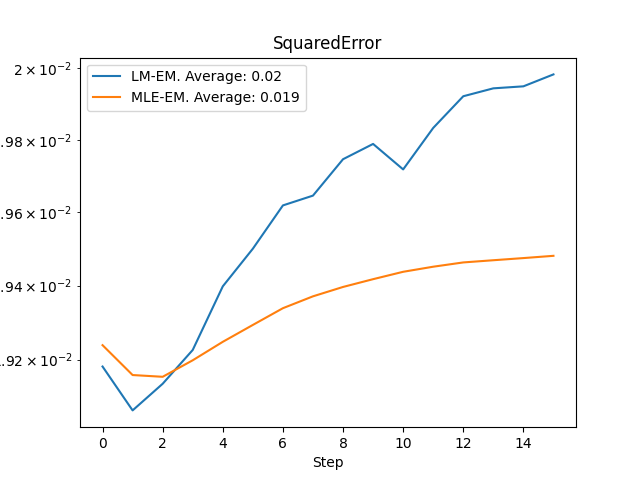 SquaredError
LM-EM. Average: 0.02
MLE-EM. Average: 0.019
2 × 10⁻²
.98 × 10⁻²
.96 × 10⁻²
.94 × 10⁻²
.92 × 10⁻²
0 2 4 6 8 10 12 14
Step